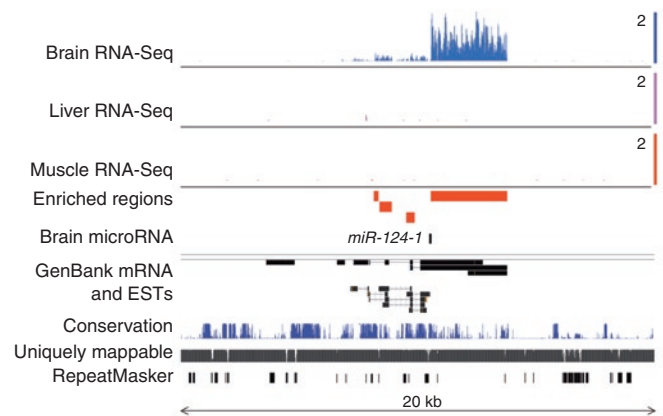 2
Brain RNA-Seq
2
Liver RNA-Seq
2
Muscle RNA-Seq
Enriched regions
Brain microRNA
miR-124-1
GenBank mRNA
and ESTs
Conservation
Uniquely mappable
RepeatMasker
20 kb